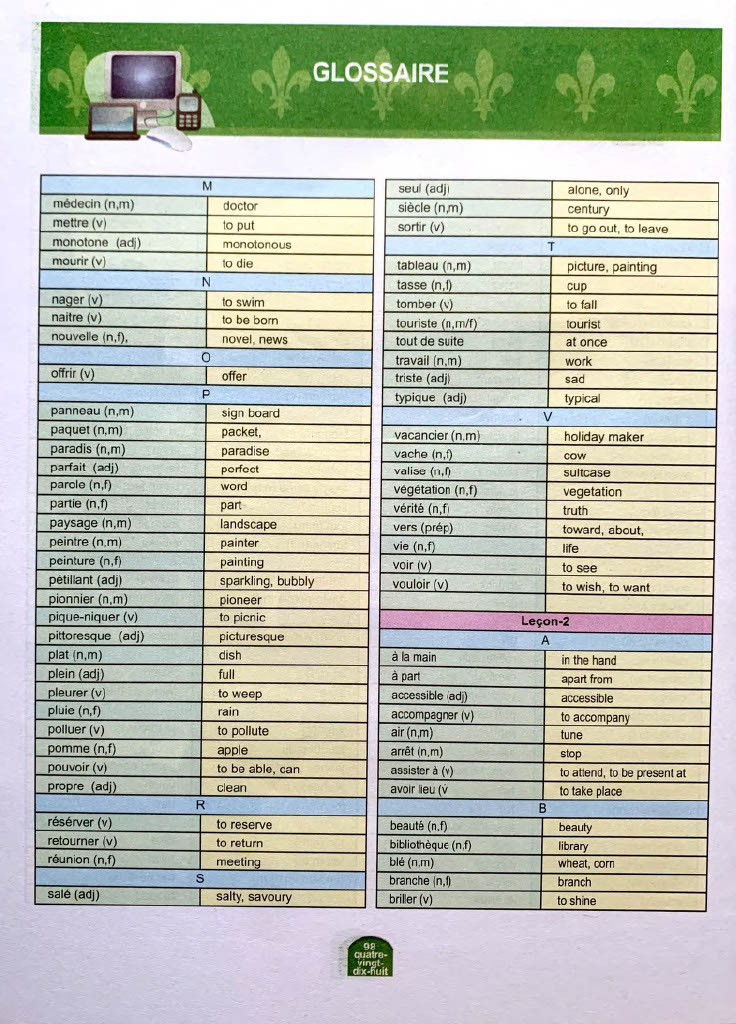 GLOSSAIRE
M
médecin (n,m) doctor
mettre (v) to put
monotone (adj) monotonous
mourir (v) to die
N
nager (v) to swim
naitre (v) to be born
nouvelle (n,f), novel, news
O
offrir (v) offer
P
panneau (n,m) sign board
paquet (n,m) packet,
paradis (n,m) paradise
parfait (adj) perfect
parole (n,f) word
partie (n,f) part
paysage (n,m) landscape
peintre (n,m) painter
peinture (n,f) painting
pétillant (adj) sparkling, bubbly
pionnier (n,m) pioneer
pique-niquer (v) to picnic
pittoresque (adj) picturesque
plat (n,m) dish
plein (adj) full
pleurer (v) to weep
pluie (n,f) rain
polluer (v) to pollute
pomme (n,f) apple
pouvoir (v) to be able, can
propre (adj) clean
R
résérver (v) to reserve
retourner (v) to return
réunion (n,f) meeting
S
salé (adj) salty, savoury
seul (adj) alone, only
siècle (n,m) century
sortir (v) to go out, to leave
T
tableau (n,m) picture, painting
tasse (n,f) cup
tomber (v) to fall
touriste (n,m/f) tourist
tout de suite at once
travail (n,m) work
triste (adj) sad
typique (adj) typical
V
vacancier (n,m) holiday maker
vache (n,f) cow
valise (n,f) suitcase
végétation (n,f) vegetation
vérité (n,f) truth
vers (prép) toward, about,
vie (n,f) life
voir (v) to see
vouloir (v) to wish, to want
Leçon-2
A
à la main in the hand
à part apart from
accessible (adj) accessible
accompagner (v) to accompany
air (n,m) tune
arrêt (n,m) stop
assister à (v) to attend, to be present at
avoir lieu (v to take place
B
beauté (n,f) beauty
bibliothèque (n.f) library
blé (n,m) wheat, corn
branche (n,f) branch
briller (v) to shine
98
quatre-
vingt-
dix-huit